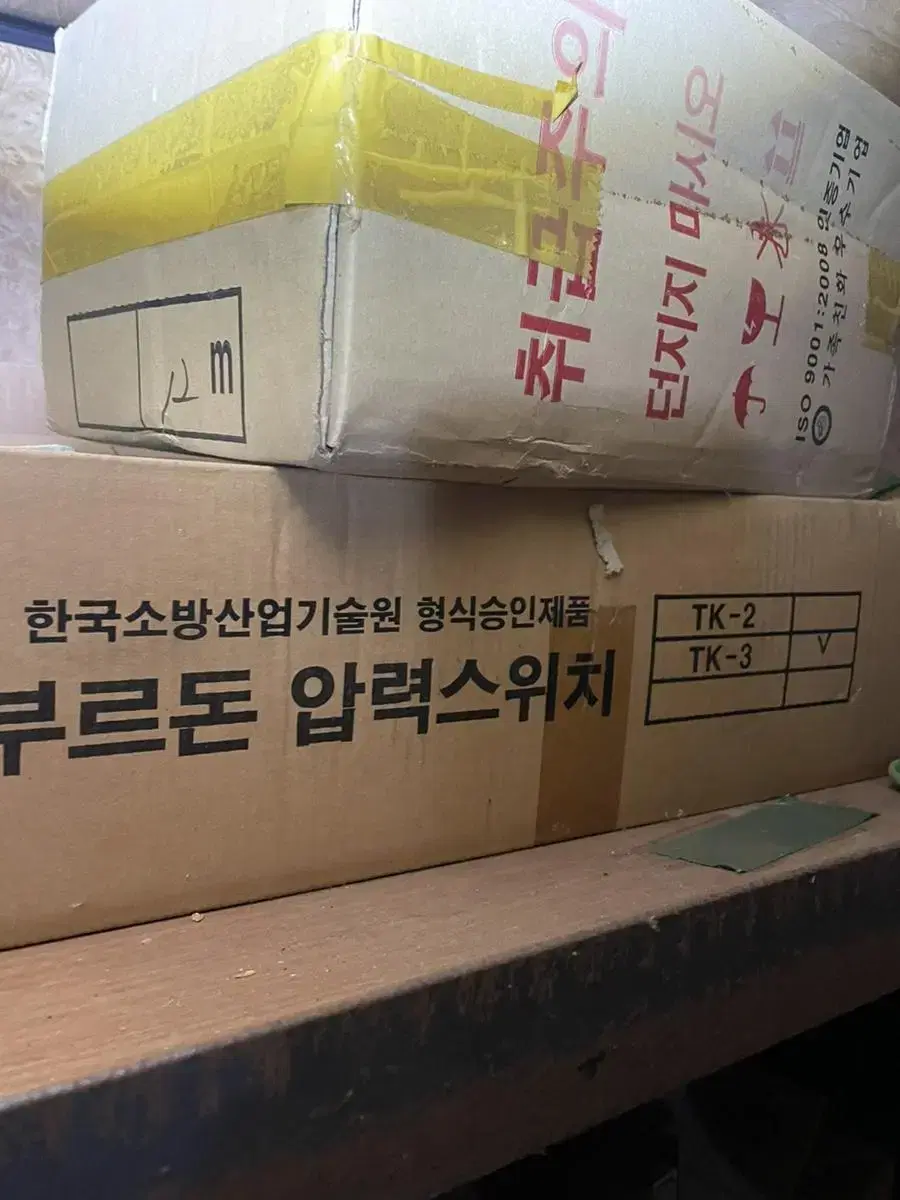 취급주의
던지지 마시오
ISO 9001:2008 인증기업
가족친화 우수기업
12 m
한국소방산업기술원 형식승인제품
부르돈 압력스위치
TK-2
TK-3 V